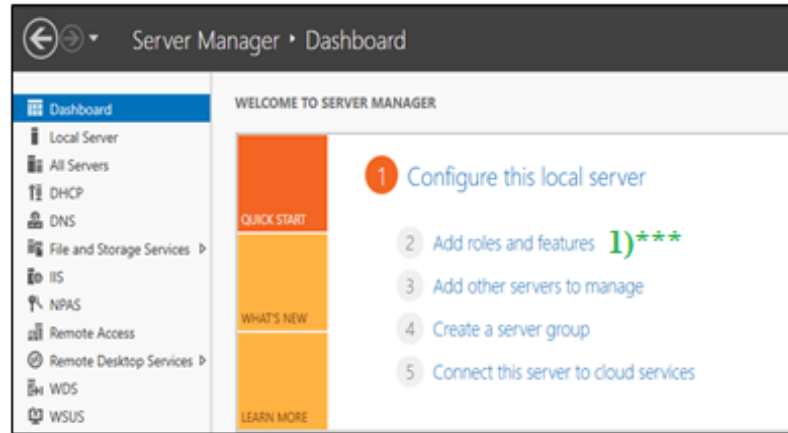 Server Manager • Dashboard
Dashboard
Local Server
All Servers
DHCP
DNS
File and Storage Services
IIS
NPAS
Remote Access
Remote Desktop Services
WDS
WSUS
WELCOME TO SERVER MANAGER
QUICK START
WHAT'S NEW
LEARN MORE
1 Configure this local server
2 Add roles and features 1)***
3 Add other servers to manage
4 Create a server group
5 Connect this server to cloud services